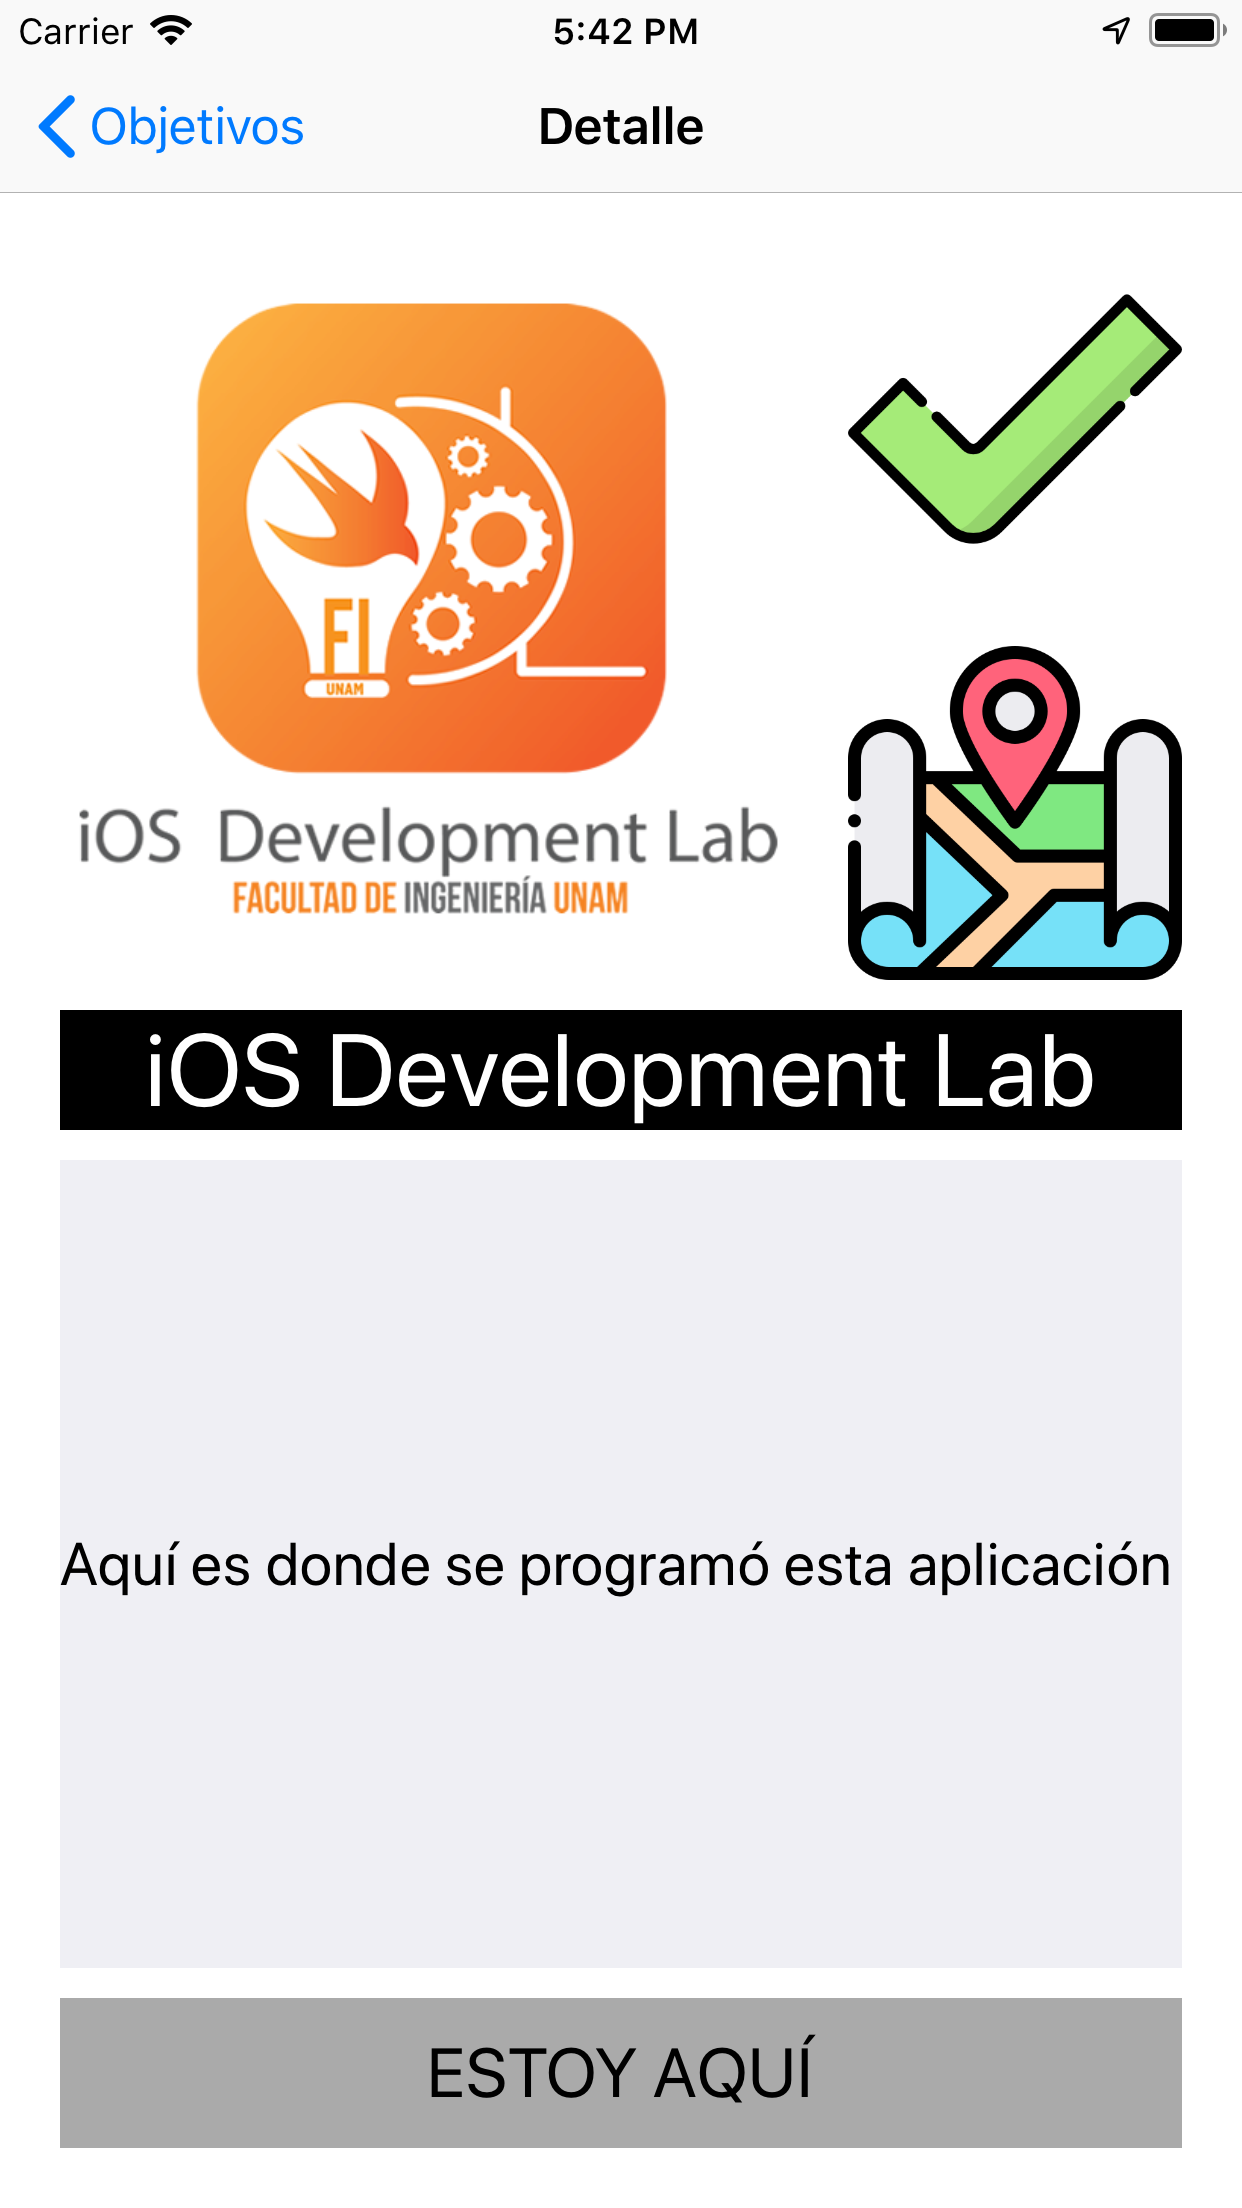 Carrier 5:42 PM
Objetivos Detalle
FI
UNAM
iOS Development Lab
FACULTAD DE INGENIERÍA UNAM
iOS Development Lab
Aquí es donde se programó esta aplicación
ESTOY AQUÍ